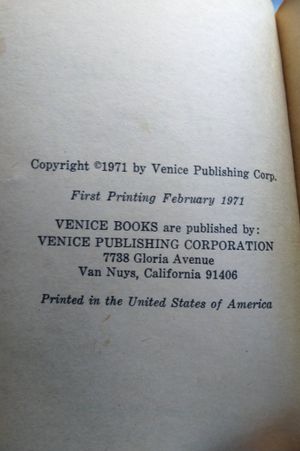 Copyright ©1971 by Venice Publishing Corp.
First Printing February 1971
VENICE BOOKS are published by:
VENICE PUBLISHING CORPORATION
7738 Gloria Avenue
Van Nuys, California 91406
Printed in the United States of America